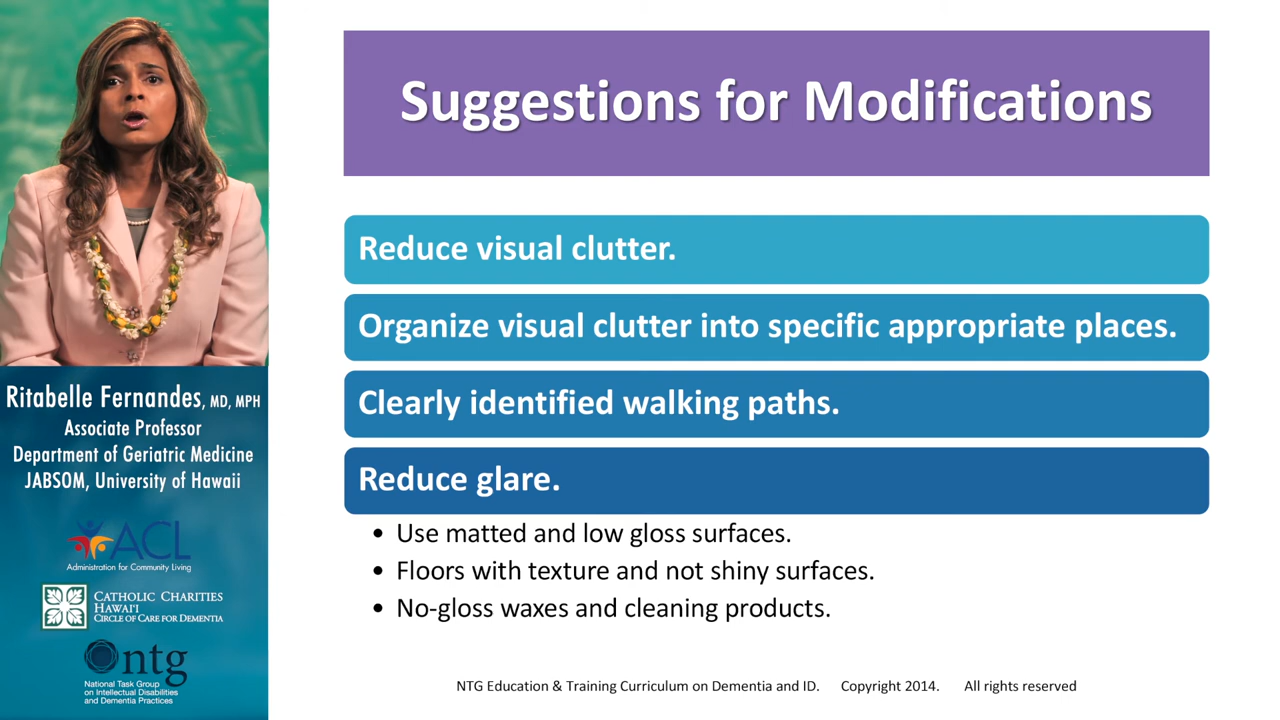 Suggestions for Modifications
Reduce visual clutter.
Organize visual clutter into specific appropriate places.
Clearly identified walking paths.
Reduce glare.
• Use matted and low gloss surfaces.
• Floors with texture and not shiny surfaces.
• No-gloss waxes and cleaning products.
NTG Education & Training Curriculum on Dementia and ID. Copyright 2014. All rights reserved
Ritabelle Fernandes, MD, MPH
Associate Professor
Department of Geriatric Medicine
JABSOM, University of Hawaii
ACL
Administration for Community Living
CATHOLIC CHARITIES
HAWAI'I
CIRCLE OF CARE FOR DEMENTIA
ntg
National Task Group
on Intellectual Disabilities
and Dementia Practices